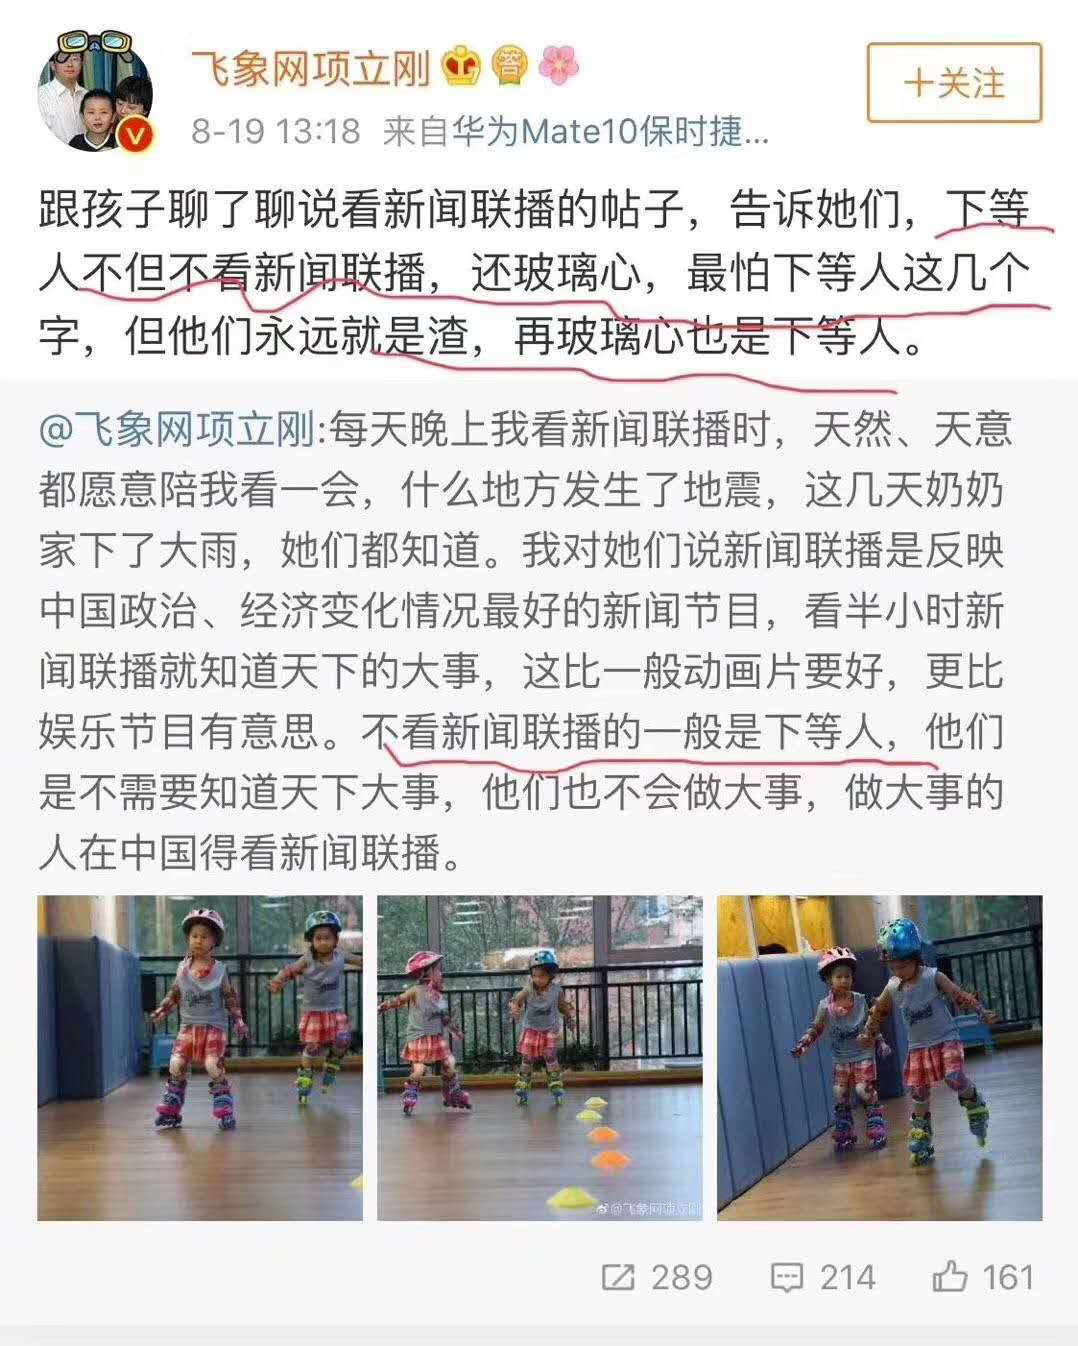 飞象网项立刚
答
V
十关注
8-19 13:18 来自华为Mate10保时捷...
跟孩子聊了聊说看新闻联播的帖子，告诉她们，下等
人不但不看新闻联播，还玻璃心，最怕下等人这几个
字，但他们永远就是渣，再玻璃心也是下等人。
@飞象网项立刚:每天晚上我看新闻联播时，天然、天意
都愿意陪我看一会，什么地方发生了地震，这几天奶奶
家下了大雨，她们都知道。我对她们说新闻联播是反映
中国政治、经济变化情况最好的新闻节目，看半小时新
闻联播就知道天下的大事，这比一般动画片要好，更比
娱乐节目有意思。不看新闻联播的一般是下等人，他们
是不需要知道天下大事，他们也不会做大事，做大事的
人在中国得看新闻联播。
@飞象网项立刚
289 214 161